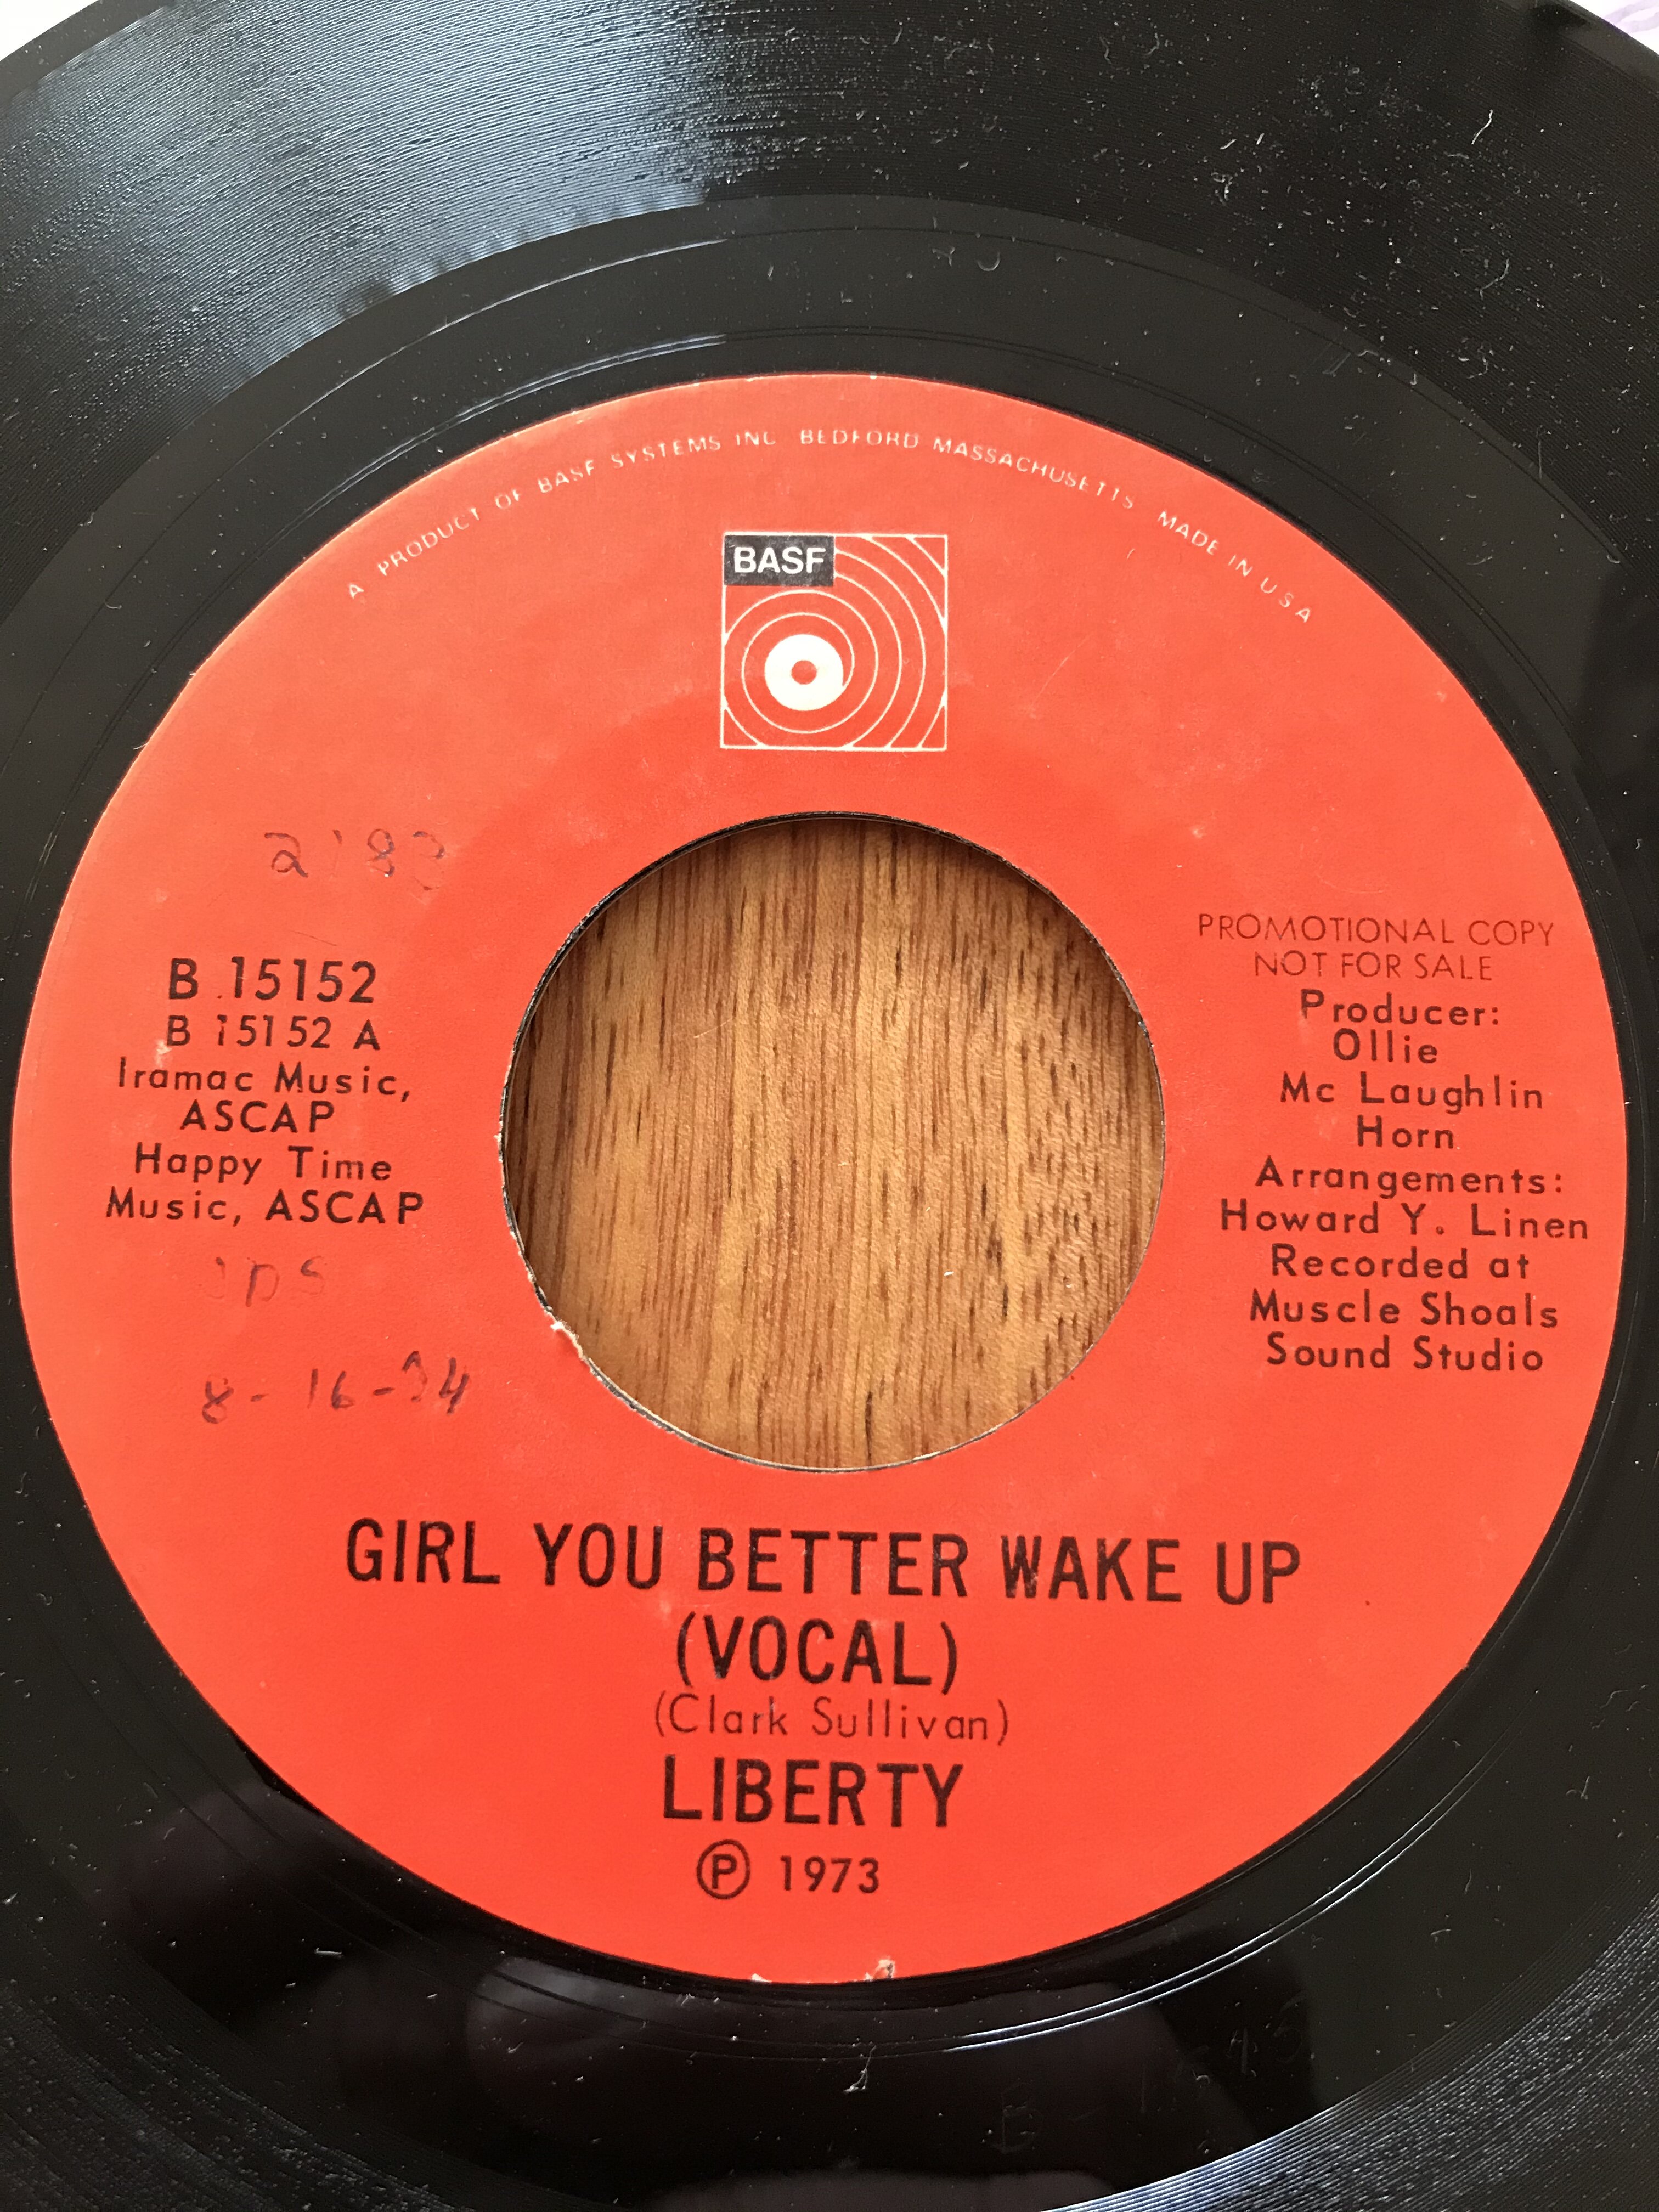 A PRODUCT OF BASF SYSTEMS INC BEDFORD MASSACHUSETTS MADE IN USA
BASF
B 15152
B 15152 A
Iramac Music,
ASCAP
Happy Time
Music, ASCAP
8-16-
PROMOTIONAL COPY
NOT FOR SALE
Producer:
Ollie
Mc Laughlin
Horn
Arrangements:
Howard Y. Linen
Recorded at
Muscle Shoals
Sound Studio
GIRL YOU BETTER WAKE UP
(VOCAL)
(Clark Sullivan)
LIBERTY
Ⓟ 1973